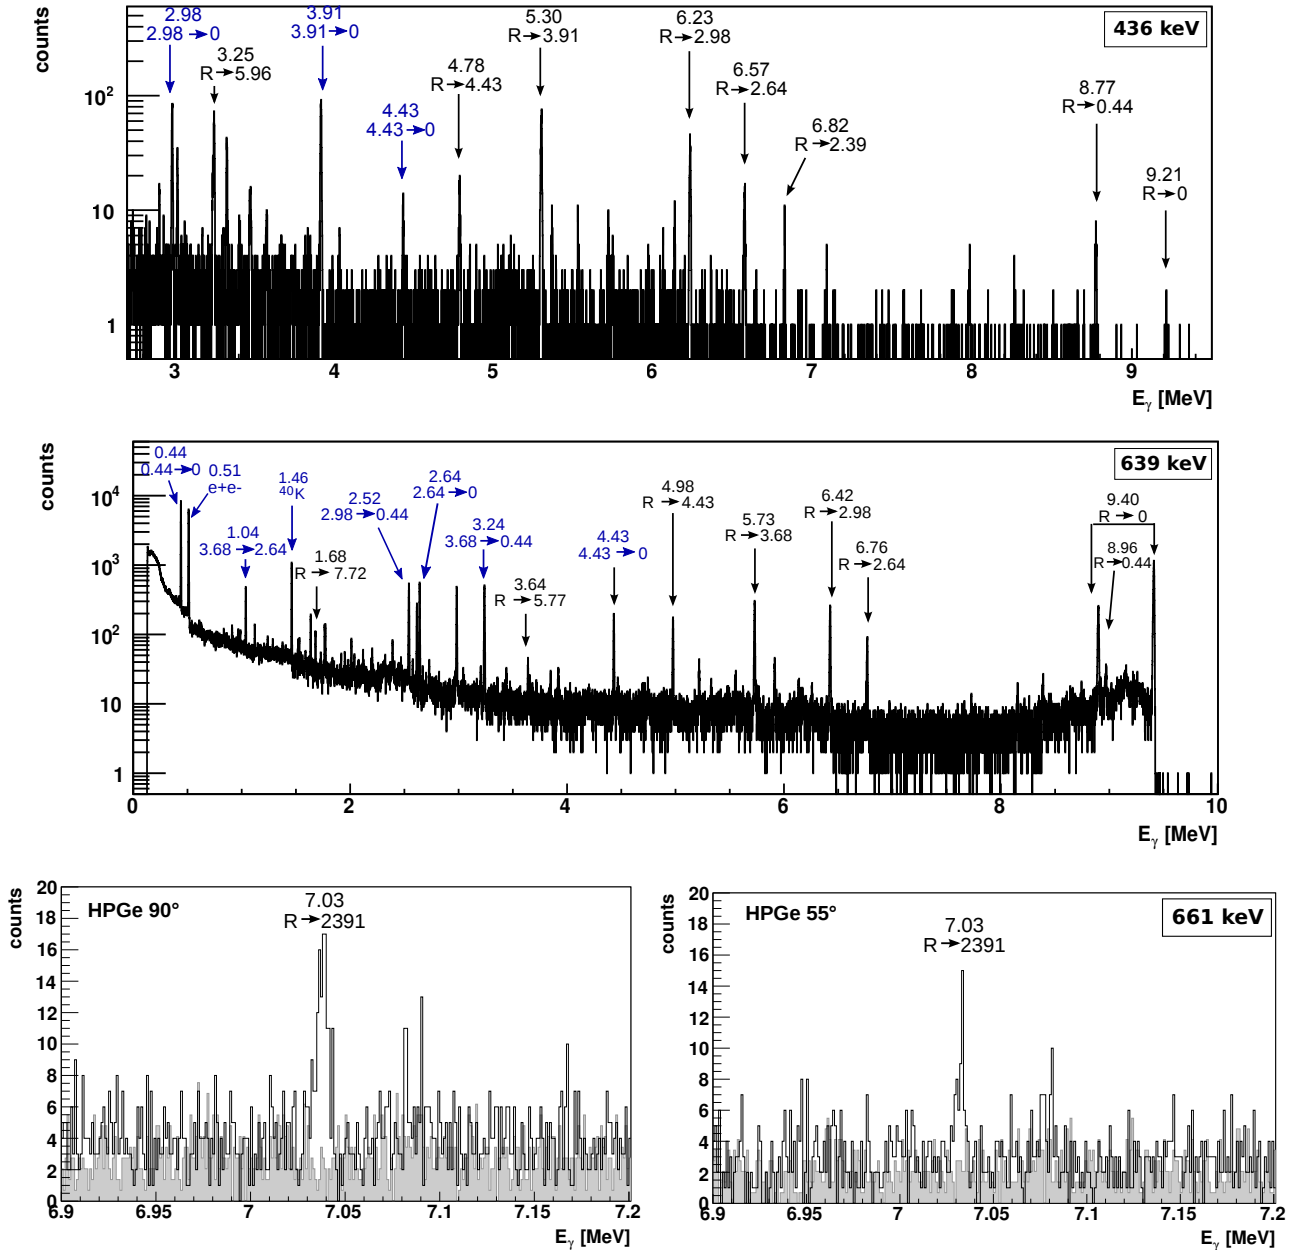 436 keV
counts
2.98
2.98→0
3.25
R→5.96
3.91
3.91→0
4.43
4.43→0
4.78
R→4.43
5.30
R→3.91
6.23
R→2.98
6.57
R→2.64
6.82
R→2.39
8.77
R→0.44
9.21
R→0
10²
10
1
3 4 5 6 7 8 9
Eγ [MeV]
639 keV
counts
0.44
0.44→0
0.51
e+e-
1.04
3.68→2.64
1.46
⁴⁰K
1.68
R→7.72
2.52
2.98→0.44
2.64
2.64→0
3.24
3.68→0.44
3.64
R→5.77
4.43
4.43→0
4.98
R→4.43
5.73
R→3.68
6.42
R→2.98
6.76
R→2.64
9.40
R→0
8.96
R→0.44
10⁴
10³
10²
10
1
0 2 4 6 8 10
Eγ [MeV]
counts
HPGe 90°
7.03
R→2391
20
18
16
14
12
10
8
6
4
2
0
6.9 6.95 7 7.05 7.1 7.15 7.2
Eγ [MeV]
counts
HPGe 55°
661 keV
7.03
R→2391
20
18
16
14
12
10
8
6
4
2
0
6.9 6.95 7 7.05 7.1 7.15 7.2
Eγ [MeV]